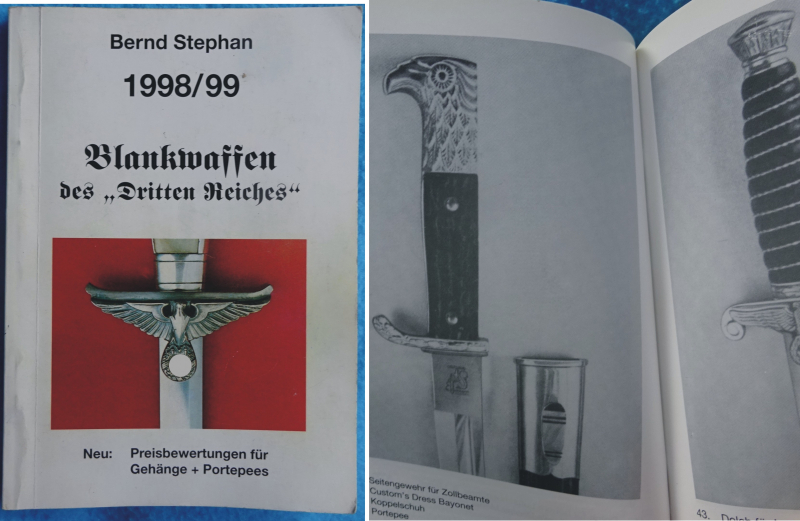 Bernd Stephan
1998/99
Blankwaffen
des „Dritten Reiches“
Neu: Preisbewertungen für
Gehänge + Portepees
Seitengewehr für Zollbeamte
Custom's Dress Bayonet
Koppelschuh
Portepee
43.